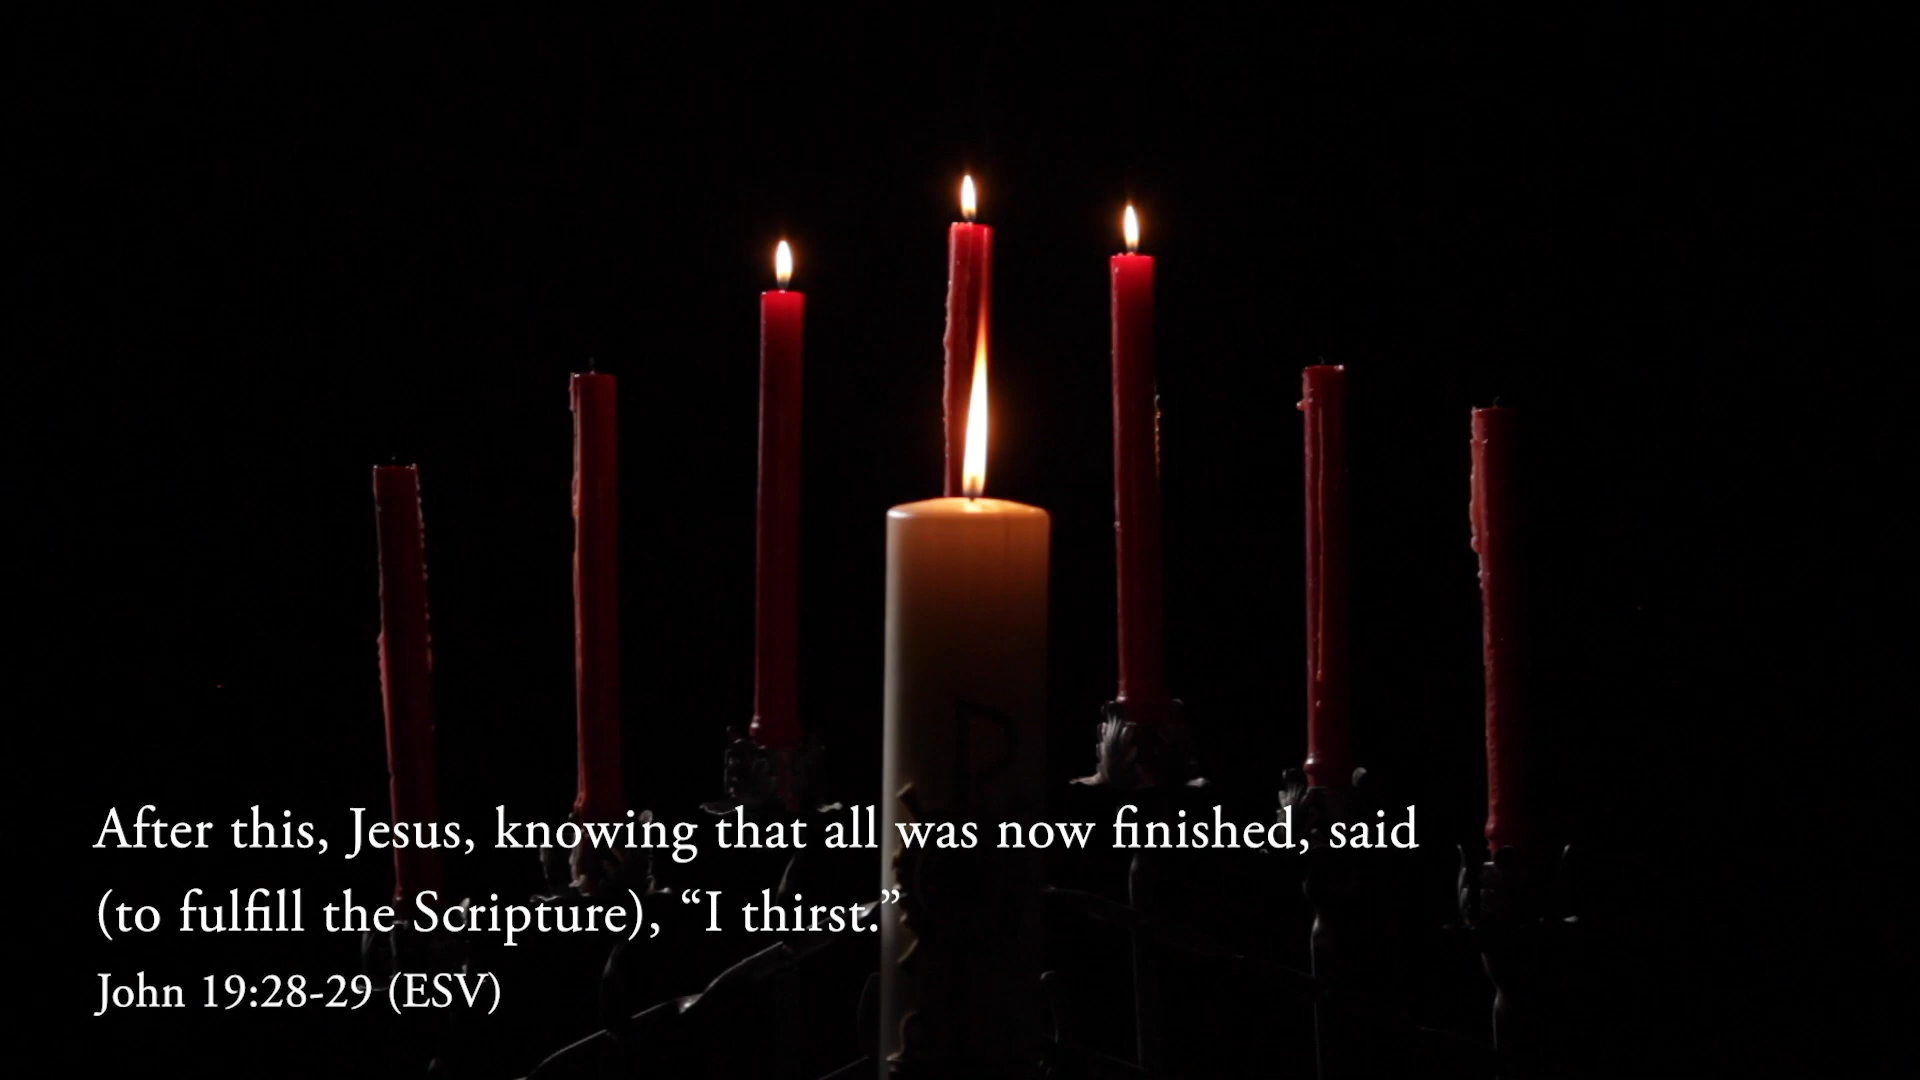 After this, Jesus, knowing that all was now finished, said
(to fulfill the Scripture), “I thirst.”
John 19:28-29 (ESV)